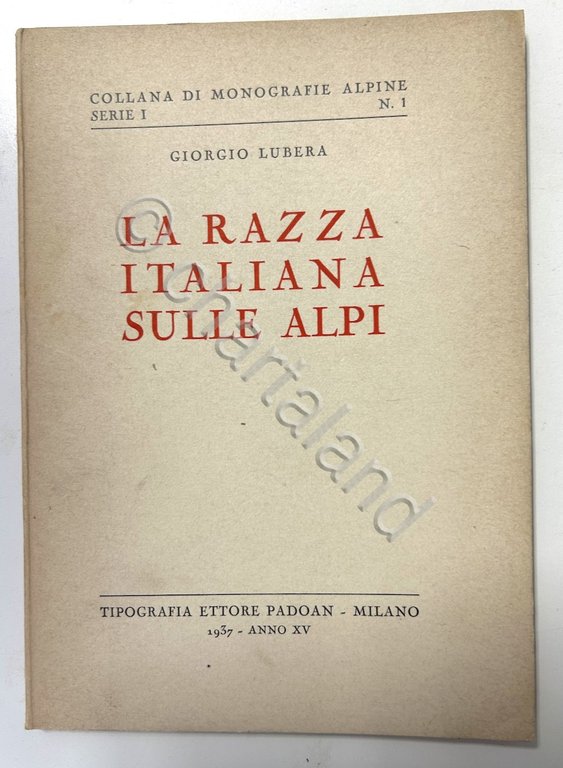 COLLANA DI MONOGRAFIE ALPINE
SERIE I N. 1
GIORGIO LUBERA
LA RAZZA
ITALIANA
SULLE ALPI
© chartaland
TIPOGRAFIA ETTORE PADOAN - MILANO
1937 - ANNO XV